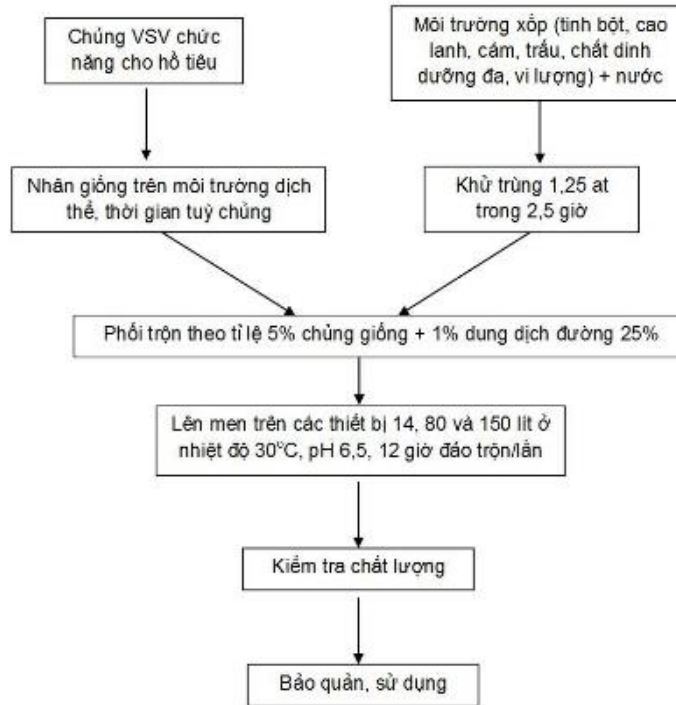 Chủng VSV chức
năng cho hồ tiêu
Môi trường xốp (tinh bột, cao
lanh, cám, trấu, chất dinh
dưỡng đa, vi lượng) + nước
Nhân giống trên môi trường dịch
thể, thời gian tuỳ chủng
Khử trùng 1,25 at
trong 2,5 giờ
Phối trộn theo tỉ lệ 5% chủng giống + 1% dung dịch đường 25%
Lên men trên các thiết bị 14, 80 và 150 lít ở
nhiệt độ 30°C, pH 6,5, 12 giờ đảo trộn/lần
Kiểm tra chất lượng
Bảo quản, sử dụng